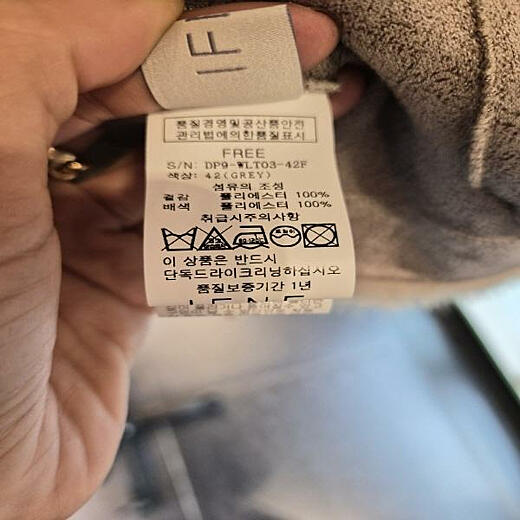 IFN
품질경영및공산품안전
관리법에의한품질표시
FREE
S/N: DP9-WLT03-42F
색상: 42(GREY)
섬유의 조성
겉감 폴리에스터 100%
배색 폴리에스터 100%
취급시주의사항
이 상품은 반드시
단독드라이크리닝하십시오
품질보증기간 1년